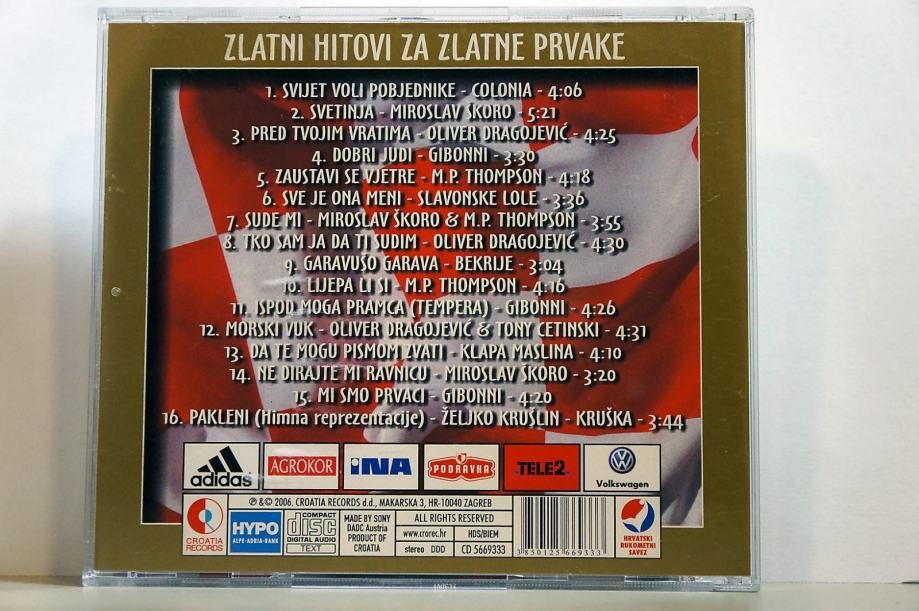 ZLATNI HITOVI ZA ZLATNE PRVAKE
1. SVIJET VOLI POBJEDNIKE - COLONIA - 4:06
2. SVETINJA - MIROSLAV ŠKORO - 5:21
3. PRED TVOJIM VRATIMA - OLIVER DRAGOJEVIĆ - 4:25
4. DOBRI JUDI - GIBONNI - 3:30
5. ZAUSTAVI SE VJETRE - M.P. THOMPSON - 4:18
6. SVE JE ONA MENI - SLAVONSKE LOLE - 3:36
7. SUDE MI - MIROSLAV ŠKORO & M.P. THOMPSON - 3:55
8. TKO SAM JA DA TI SUDIM - OLIVER DRAGOJEVIĆ - 4:30
9. GARAVUŠO GARAVA - BEKRIJE - 3:04
10. LIJEPA LI SI - M.P. THOMPSON - 4:16
11. ISPOD MOGA PRAMCA (TEMPERA) - GIBONNI - 4:26
12. MORSKI VUK - OLIVER DRAGOJEVIĆ & TONY CETINSKI - 4:31
13. DA TE MOGU PISMOM ZVATI - KLAPA MASLINA - 4:10
14. NE DIRAJTE MI RAVNICU - MIROSLAV ŠKORO - 3:20
15. MI SMO PRVACI - GIBONNI - 4:20
16. PAKLENI (Himna reprezentacije) - ŽELJKO KRUŠLIN - KRUŠKA - 3:44
adidas
AGROKOR
INA
PODRAVKA
TELE2
Volkswagen
CROATIA
RECORDS
℗ & © 2006. CROATIA RECORDS d.d., MAKARSKA 3, HR-10040 ZAGREB
HYPO
ALPE-ADRIA-BANK
COMPACT
disc
DIGITAL AUDIO
TEXT
MADE BY SONY
DADC Austria
PRODUCT OF
CROATIA
ALL RIGHTS RESERVED
www.crorec.hr
HDS/BIEM
stereo DDD
CD 5669333
3850125669333
HRVATSKI
RUKOMETNI
SAVEZ